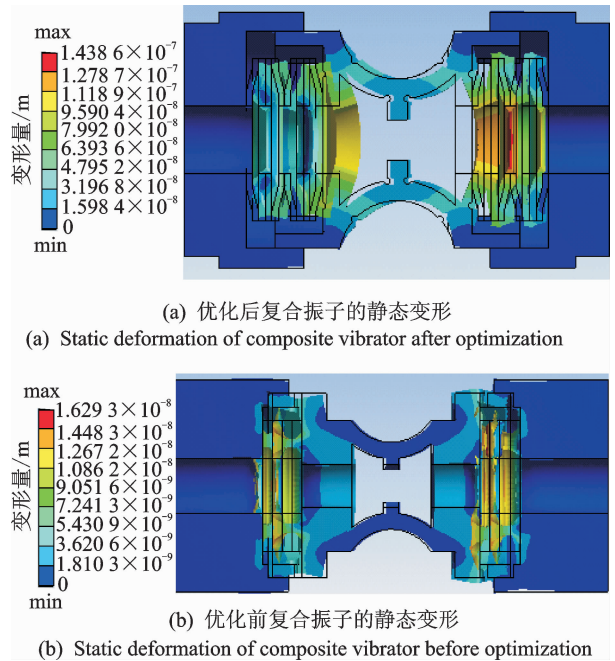 max
1.438 6×10⁻⁷
1.278 7×10⁻⁷
1.118 9×10⁻⁷
9.590 4×10⁻⁸
7.992 0×10⁻⁸
6.393 6×10⁻⁸
4.795 2×10⁻⁸
3.196 8×10⁻⁸
1.598 4×10⁻⁸
0
min
变形量/m
(a) 优化后复合振子的静态变形
(a) Static deformation of composite vibrator after optimization
max
1.629 3×10⁻⁸
1.448 3×10⁻⁸
1.267 2×10⁻⁸
1.086 2×10⁻⁸
9.051 6×10⁻⁹
7.241 3×10⁻⁹
5.430 9×10⁻⁹
3.620 6×10⁻⁹
1.810 3×10⁻⁹
0
min
变形量/m
(b) 优化前复合振子的静态变形
(b) Static deformation of composite vibrator before optimization